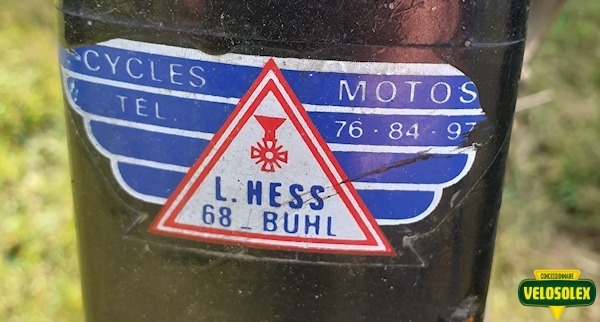 CYCLES MOTOS
TEL 76·84·97
L. HESS
68_BUHL
CONCESSIONNAIRE
VELOSOLEX